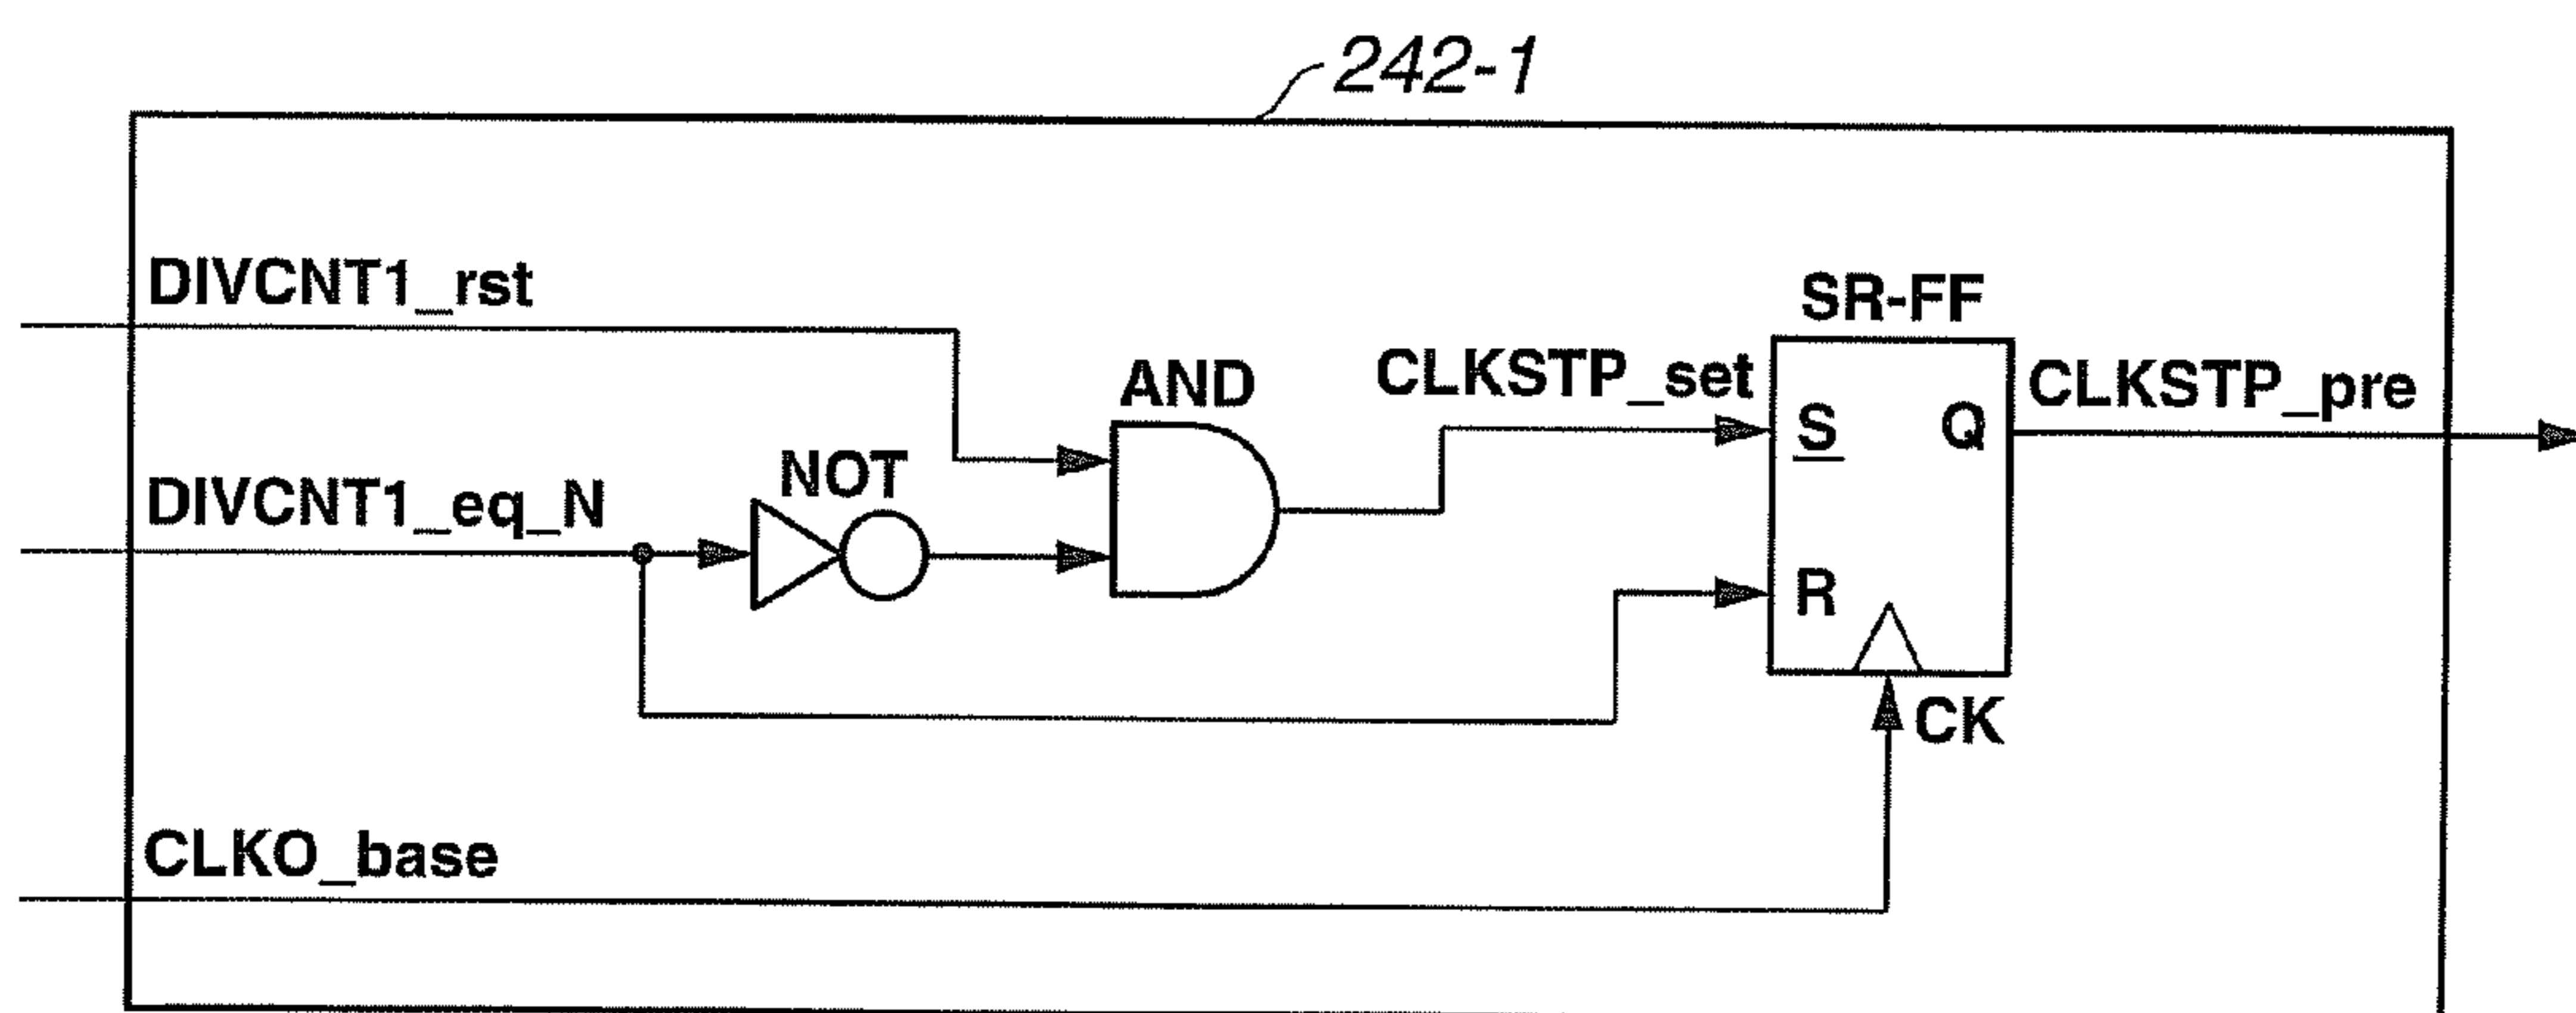 242-1
DIVCNT1_rst
SR-FF
AND
CLKSTP_set
CLKSTP_pre
S
Q
NOT
DIVCNT1_eq_N
R
CK
CLKO_base